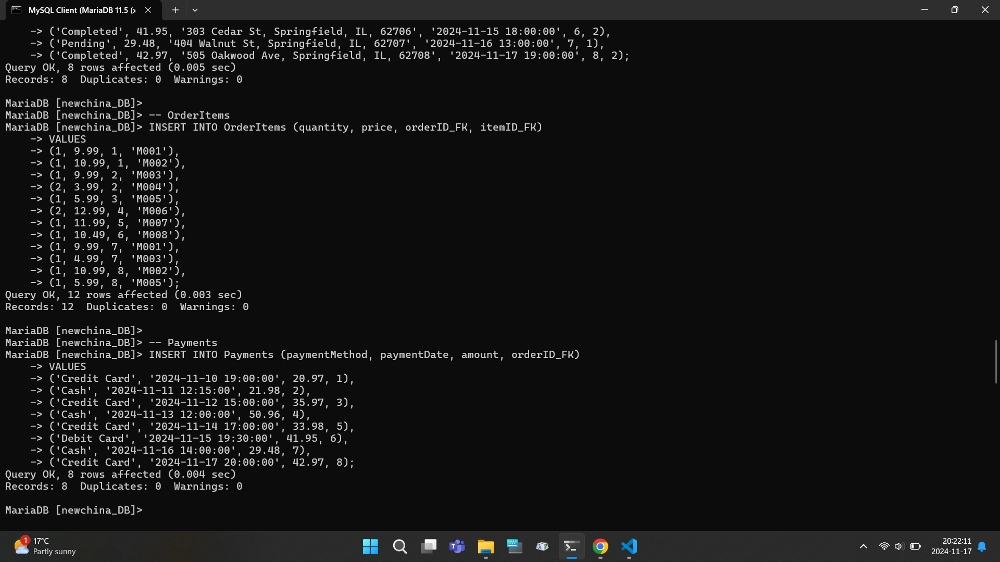 MySQL Client (MariaDB 11.5 (x
-> ('Completed', 41.95, '303 Cedar St, Springfield, IL, 62706', '2024-11-15 18:00:00', 6, 2),
-> ('Pending', 29.48, '404 Walnut St, Springfield, IL, 62707', '2024-11-16 13:00:00', 7, 1),
-> ('Completed', 42.97, '505 Oakwood Ave, Springfield, IL, 62708', '2024-11-17 19:00:00', 8, 2);
Query OK, 8 rows affected (0.005 sec)
Records: 8  Duplicates: 0  Warnings: 0
MariaDB [newchina_DB]>
MariaDB [newchina_DB]> -- OrderItems
MariaDB [newchina_DB]> INSERT INTO OrderItems (quantity, price, orderID_FK, itemID_FK)
-> VALUES
-> (1, 9.99, 1, 'M001'),
-> (1, 10.99, 1, 'M002'),
-> (1, 9.99, 2, 'M003'),
-> (2, 3.99, 2, 'M004'),
-> (1, 5.99, 3, 'M005'),
-> (2, 12.99, 4, 'M006'),
-> (1, 11.99, 5, 'M007'),
-> (1, 10.49, 6, 'M008'),
-> (1, 9.99, 7, 'M001'),
-> (1, 4.99, 7, 'M003'),
-> (1, 10.99, 8, 'M002'),
-> (1, 5.99, 8, 'M005');
Query OK, 12 rows affected (0.003 sec)
Records: 12  Duplicates: 0  Warnings: 0
MariaDB [newchina_DB]>
MariaDB [newchina_DB]> -- Payments
MariaDB [newchina_DB]> INSERT INTO Payments (paymentMethod, paymentDate, amount, orderID_FK)
-> VALUES
-> ('Credit Card', '2024-11-10 19:00:00', 20.97, 1),
-> ('Cash', '2024-11-11 12:15:00', 21.98, 2),
-> ('Credit Card', '2024-11-12 15:00:00', 35.97, 3),
-> ('Cash', '2024-11-13 12:00:00', 50.96, 4),
-> ('Credit Card', '2024-11-14 17:00:00', 33.98, 5),
-> ('Debit Card', '2024-11-15 19:30:00', 41.95, 6),
-> ('Cash', '2024-11-16 14:00:00', 29.48, 7),
-> ('Credit Card', '2024-11-17 20:00:00', 42.97, 8);
Query OK, 8 rows affected (0.004 sec)
Records: 8  Duplicates: 0  Warnings: 0
MariaDB [newchina_DB]>
1
17°C
Partly sunny
20:22:11
2024-11-17